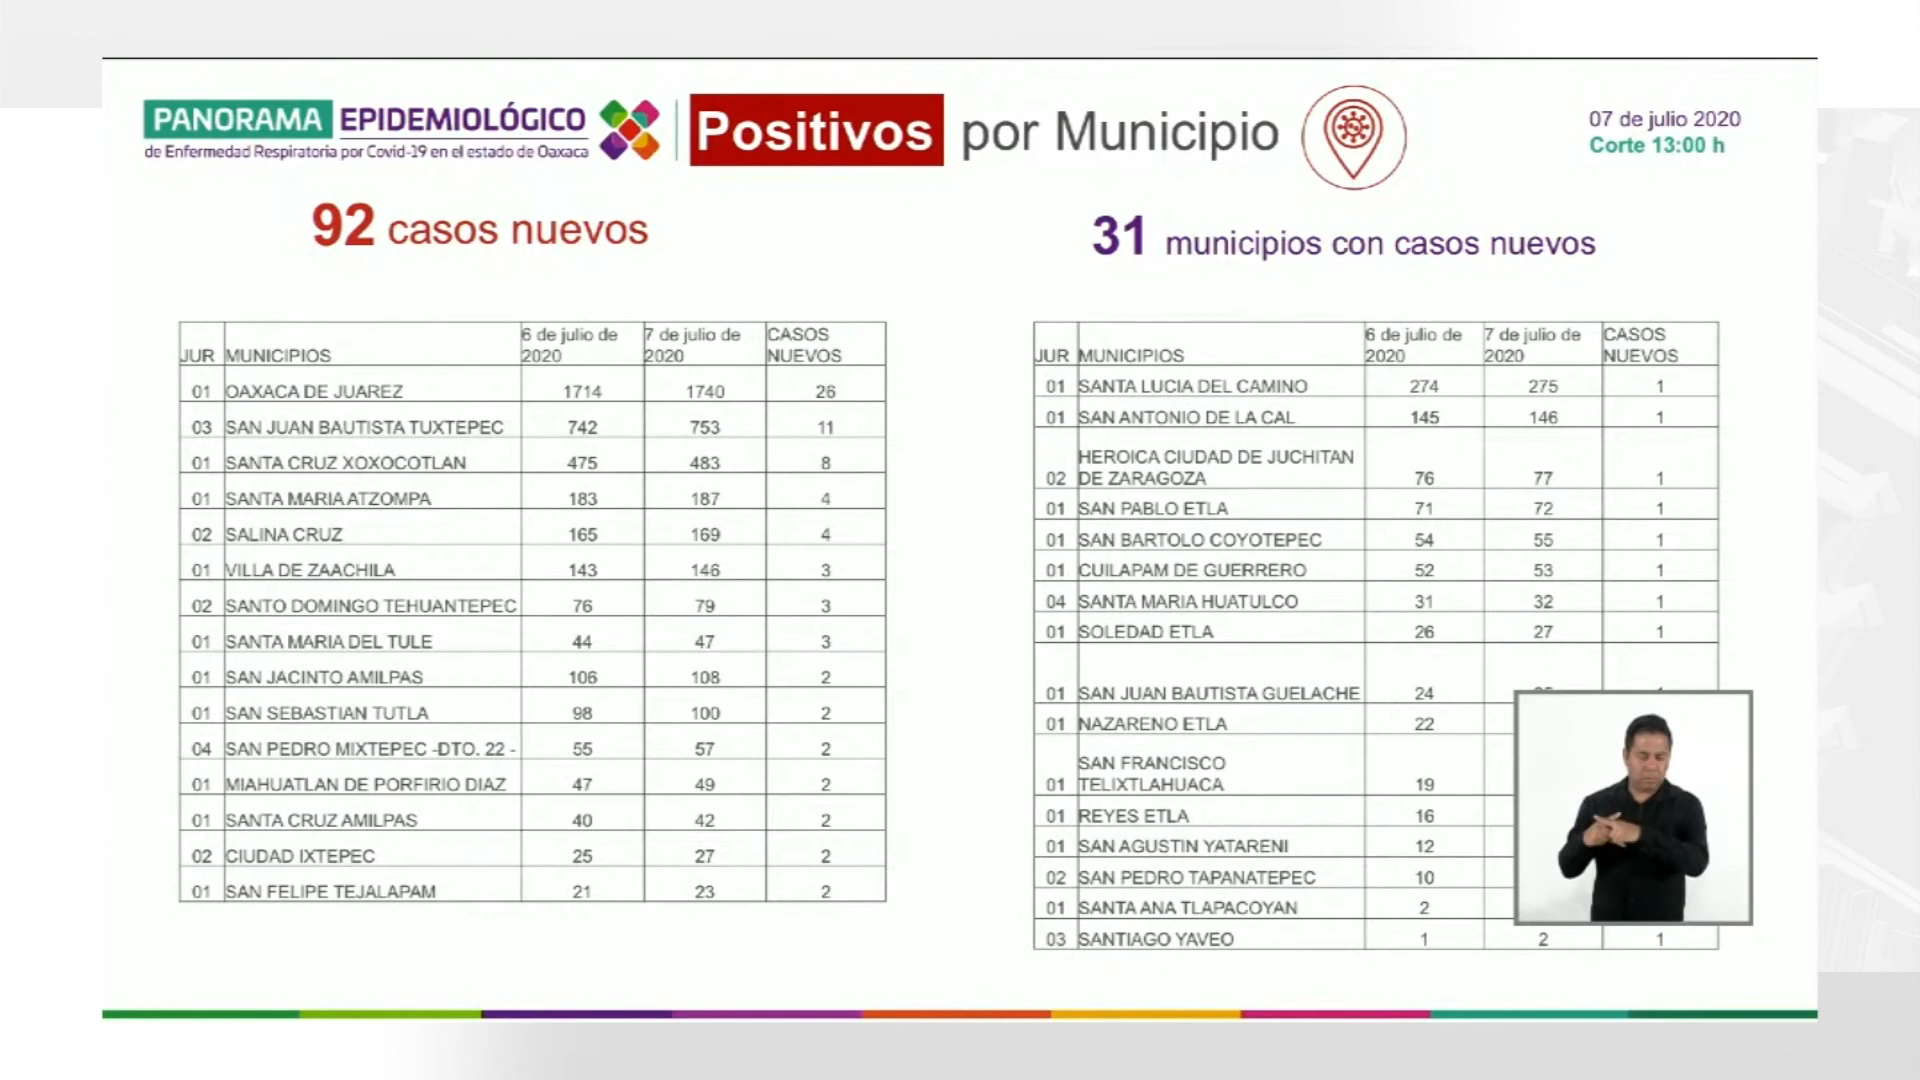 PANORAMA EPIDEMIOLÓGICO
de Enfermedad Respiratoria por Covid-19 en el estado de Oaxaca
Positivos por Municipio
07 de julio 2020
Corte 13:00 h
92 casos nuevos
31 municipios con casos nuevos
JUR MUNICIPIOS 6 de julio de 2020 7 de julio de 2020 CASOS NUEVOS
01 OAXACA DE JUAREZ 1714 1740 26
03 SAN JUAN BAUTISTA TUXTEPEC 742 753 11
01 SANTA CRUZ XOXOCOTLAN 475 483 8
01 SANTA MARIA ATZOMPA 183 187 4
02 SALINA CRUZ 165 169 4
01 VILLA DE ZAACHILA 143 146 3
02 SANTO DOMINGO TEHUANTEPEC 76 79 3
01 SANTA MARIA DEL TULE 44 47 3
01 SAN JACINTO AMILPAS 106 108 2
01 SAN SEBASTIAN TUTLA 98 100 2
04 SAN PEDRO MIXTEPEC -DTO. 22 - 55 57 2
01 MIAHUATLAN DE PORFIRIO DIAZ 47 49 2
01 SANTA CRUZ AMILPAS 40 42 2
02 CIUDAD IXTEPEC 25 27 2
01 SAN FELIPE TEJALAPAM 21 23 2
JUR MUNICIPIOS 6 de julio de 2020 7 de julio de 2020 CASOS NUEVOS
01 SANTA LUCIA DEL CAMINO 274 275 1
01 SAN ANTONIO DE LA CAL 145 146 1
HEROICA CIUDAD DE JUCHITAN
02 DE ZARAGOZA 76 77 1
01 SAN PABLO ETLA 71 72 1
01 SAN BARTOLO COYOTEPEC 54 55 1
01 CUILAPAM DE GUERRERO 52 53 1
04 SANTA MARIA HUATULCO 31 32 1
01 SOLEDAD ETLA 26 27 1
01 SAN JUAN BAUTISTA GUELACHE 24
01 NAZARENO ETLA 22
SAN FRANCISCO
01 TELIXTLAHUACA 19
01 REYES ETLA 16
01 SAN AGUSTIN YATARENI 12
02 SAN PEDRO TAPANATEPEC 10
01 SANTA ANA TLAPACOYAN 2
03 SANTIAGO YAVEO 1 2 1